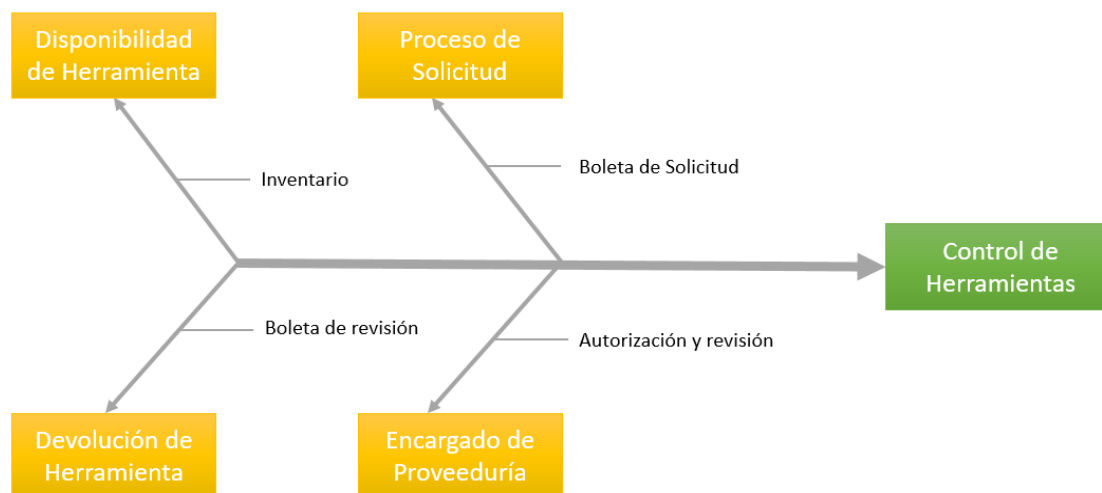 Disponibilidad
de Herramienta
Proceso de
Solicitud
Inventario
Boleta de Solicitud
Control de
Herramientas
Boleta de revisión
Autorización y revisión
Devolución de
Herramienta
Encargado de
Proveeduría